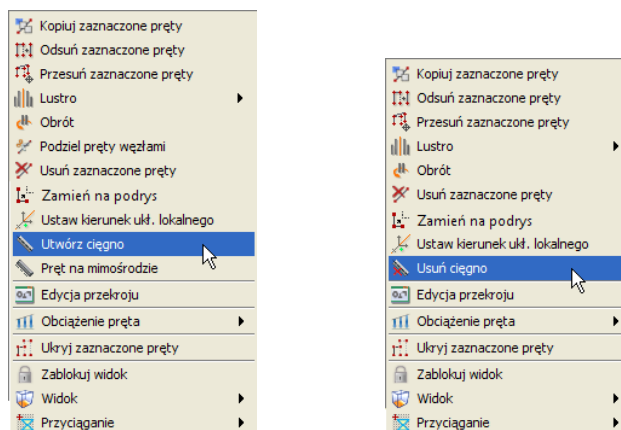 Kopiuj zaznaczone pręty
Odsuń zaznaczone pręty
Przesuń zaznaczone pręty
Lustro
Obrót
Podziel pręty węzłami
Usuń zaznaczone pręty
Zamień na podrys
Ustaw kierunek ukł. lokalnego
Utwórz cięgno
Pręt na mimośrodzie
Edycja przekroju
Obciążenie pręta
Ukryj zaznaczone pręty
Zablokuj widok
Widok
Przyciąganie
Kopiuj zaznaczone pręty
Odsuń zaznaczone pręty
Przesuń zaznaczone pręty
Lustro
Obrót
Usuń zaznaczone pręty
Zamień na podrys
Ustaw kierunek ukł. lokalnego
Usuń cięgno
Edycja przekroju
Obciążenie pręta
Ukryj zaznaczone pręty
Zablokuj widok
Widok
Przyciąganie